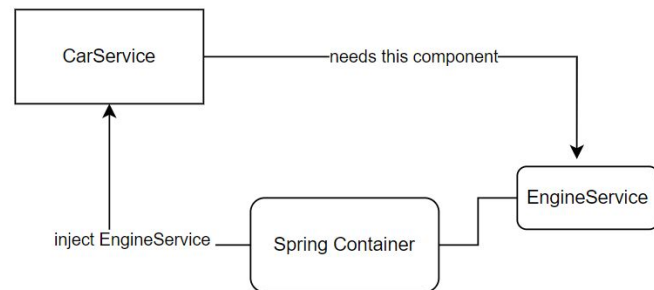 CarService
needs this component
EngineService
inject EngineService
Spring Container